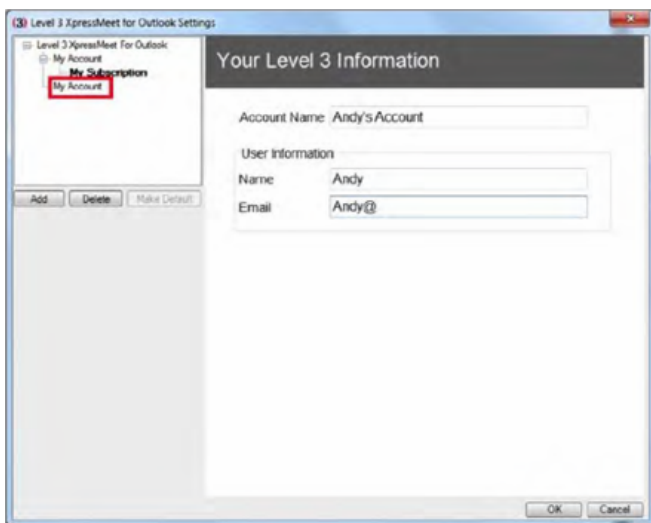 (3) Level 3 XpressMeet for Outlook Settings
Level 3 XpressMeet For Outlook
My Account
My Subscription
My Account
Add Delete Make Default
Your Level 3 Information
Account Name Andy's Account
User Information
Name Andy
Email Andy@
OK Cancel